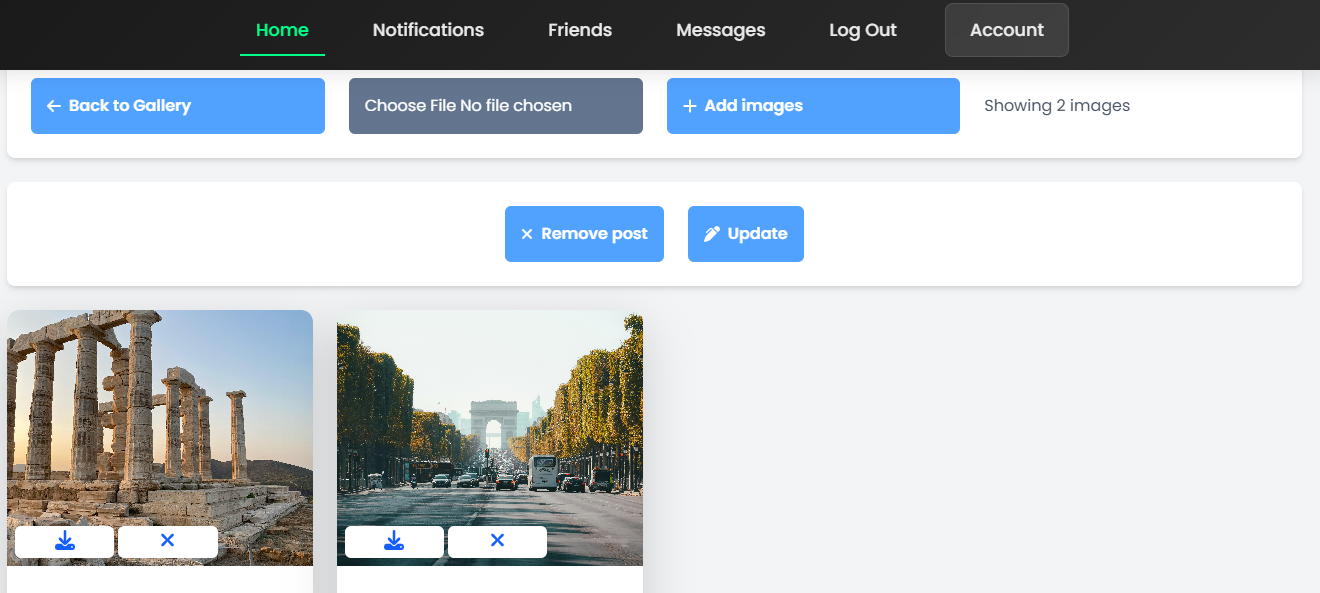 Home Notifications Friends Messages Log Out Account
Back to Gallery Choose File No file chosen Add images Showing 2 images
Remove post Update